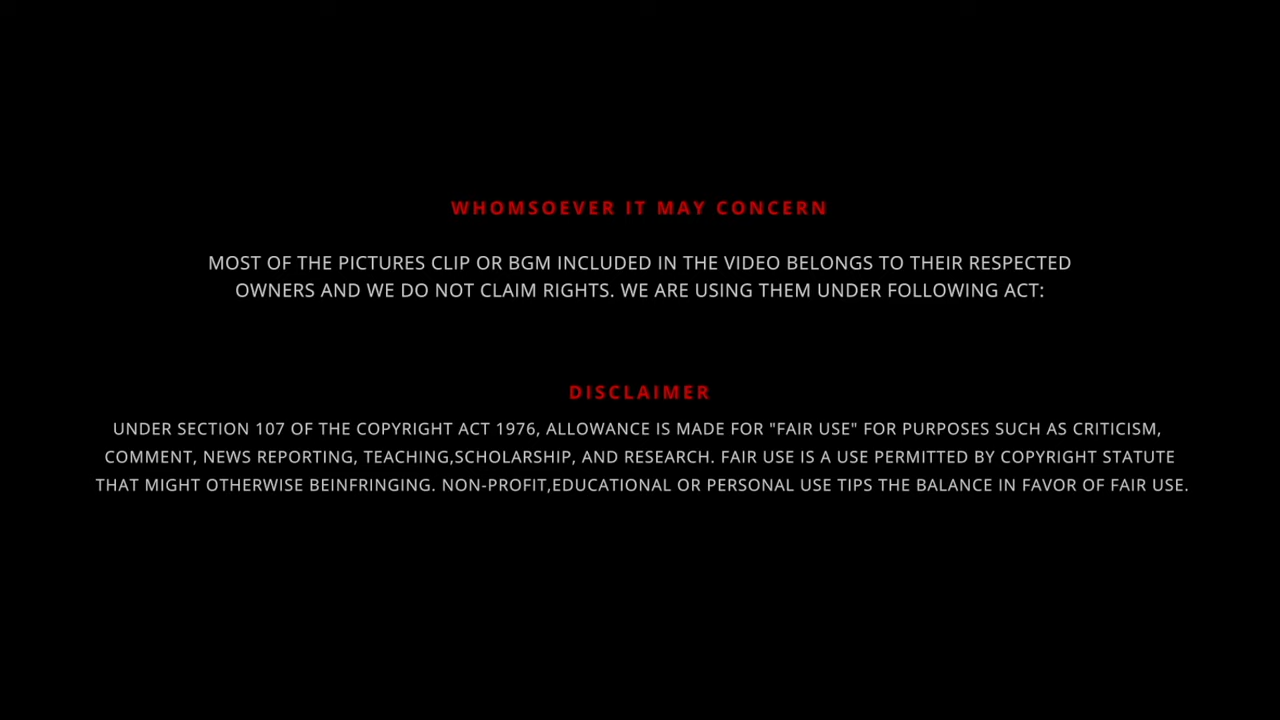 WHOMSOEVER IT MAY CONCERN
MOST OF THE PICTURES CLIP OR BGM INCLUDED IN THE VIDEO BELONGS TO THEIR RESPECTED
OWNERS AND WE DO NOT CLAIM RIGHTS. WE ARE USING THEM UNDER FOLLOWING ACT:
DISCLAIMER
UNDER SECTION 107 OF THE COPYRIGHT ACT 1976, ALLOWANCE IS MADE FOR "FAIR USE" FOR PURPOSES SUCH AS CRITICISM,
COMMENT, NEWS REPORTING, TEACHING,SCHOLARSHIP, AND RESEARCH. FAIR USE IS A USE PERMITTED BY COPYRIGHT STATUTE
THAT MIGHT OTHERWISE BEINFRINGING. NON-PROFIT,EDUCATIONAL OR PERSONAL USE TIPS THE BALANCE IN FAVOR OF FAIR USE.